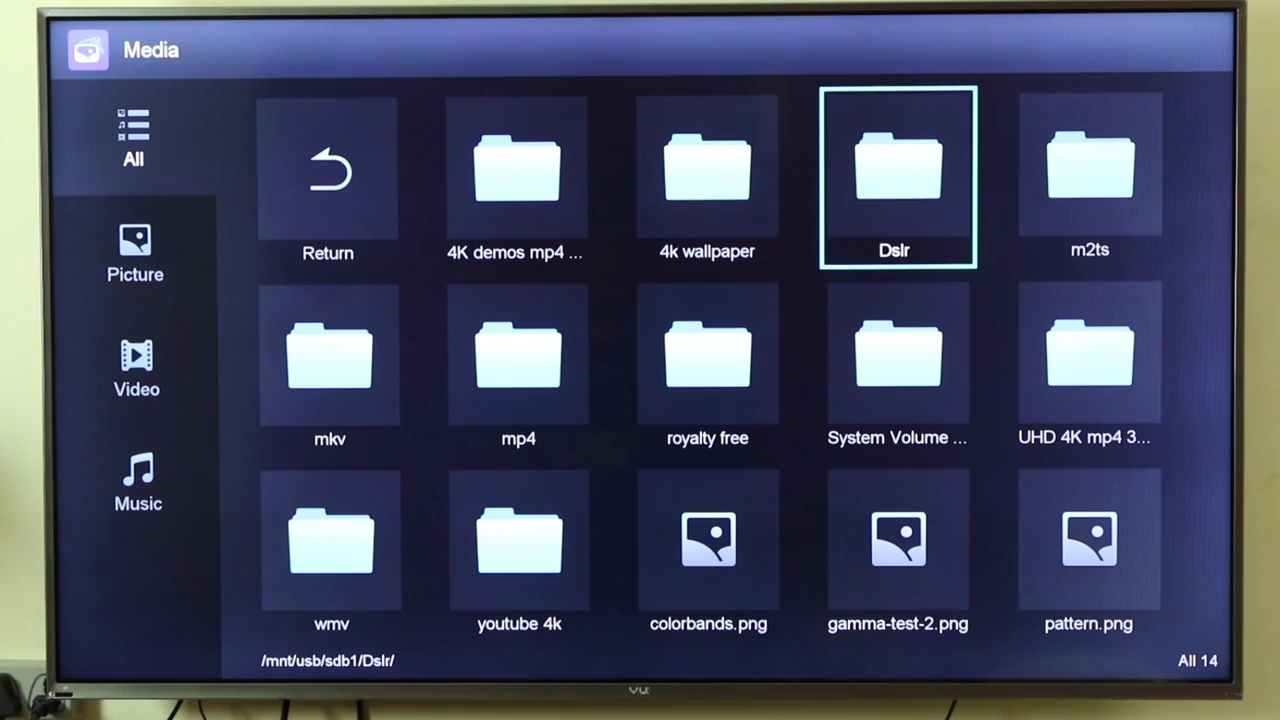 Media
All
Picture
Video
Music
Return
4K demos mp4 ...
4k wallpaper
Dslr
m2ts
mkv
mp4
royalty free
System Volume ...
UHD 4K mp4 3...
wmv
youtube 4k
colorbands.png
gamma-test-2.png
pattern.png
/mnt/usb/sdb1/Dslr/
All 14
Vu